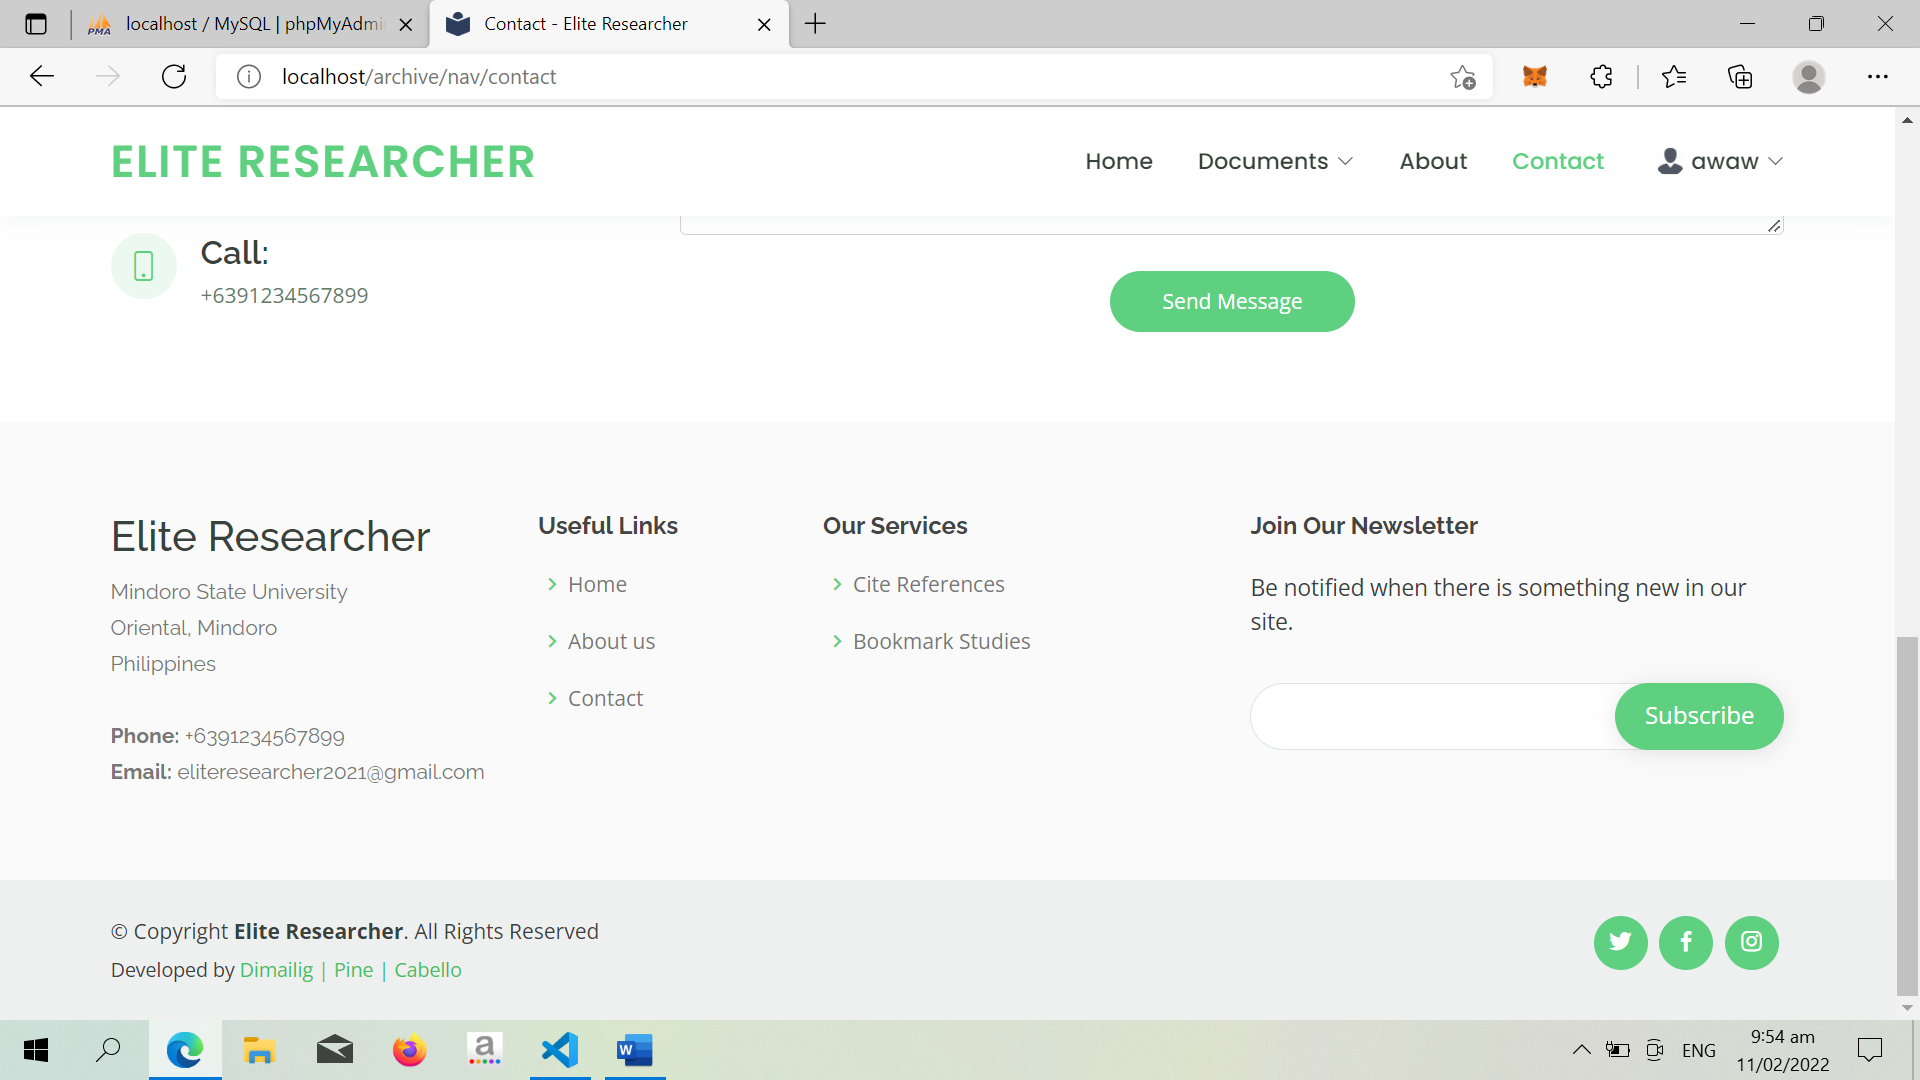 localhost / MySQL | phpMyAdmi
Contact - Elite Researcher
localhost/archive/nav/contact
ELITE RESEARCHER
Home
Documents
About
Contact
awaw
Call:
+6391234567899
Send Message
Elite Researcher
Mindoro State University
Oriental, Mindoro
Philippines
Phone: +6391234567899
Email: eliteresearcher2021@gmail.com
Useful Links
Home
About us
Contact
Our Services
Cite References
Bookmark Studies
Join Our Newsletter
Be notified when there is something new in our
site.
Subscribe
© Copyright Elite Researcher. All Rights Reserved
Developed by Dimailig | Pine | Cabello
ENG
9:54 am
11/02/2022